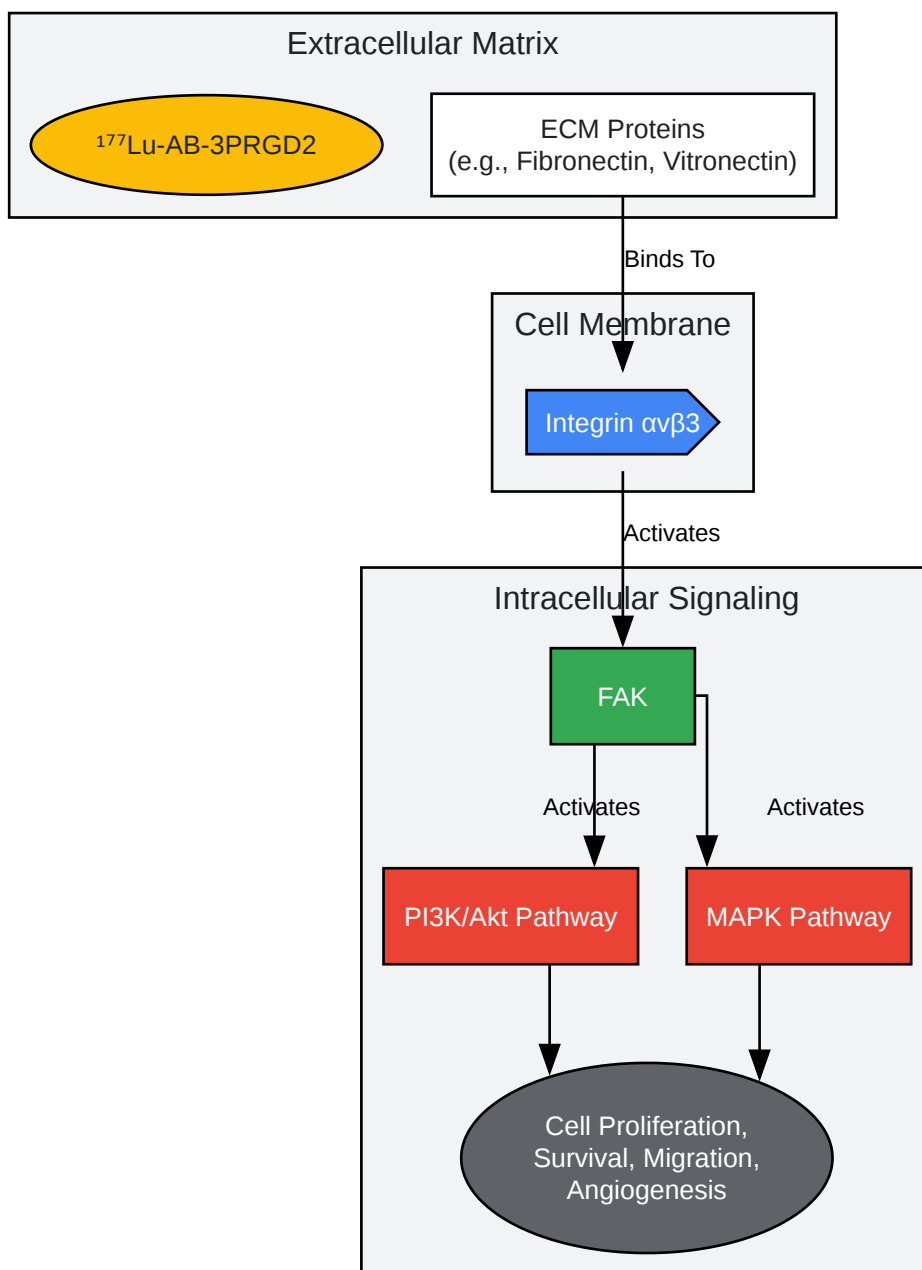 Extracellular Matrix
¹⁷⁷Lu-AB-3PRGD2
ECM Proteins
(e.g., Fibronectin, Vitronectin)
Binds To
Cell Membrane
Integrin αvβ3
Activates
Intracellular Signaling
FAK
Activates
Activates
PI3K/Akt Pathway
MAPK Pathway
Cell Proliferation,
Survival, Migration,
Angiogenesis